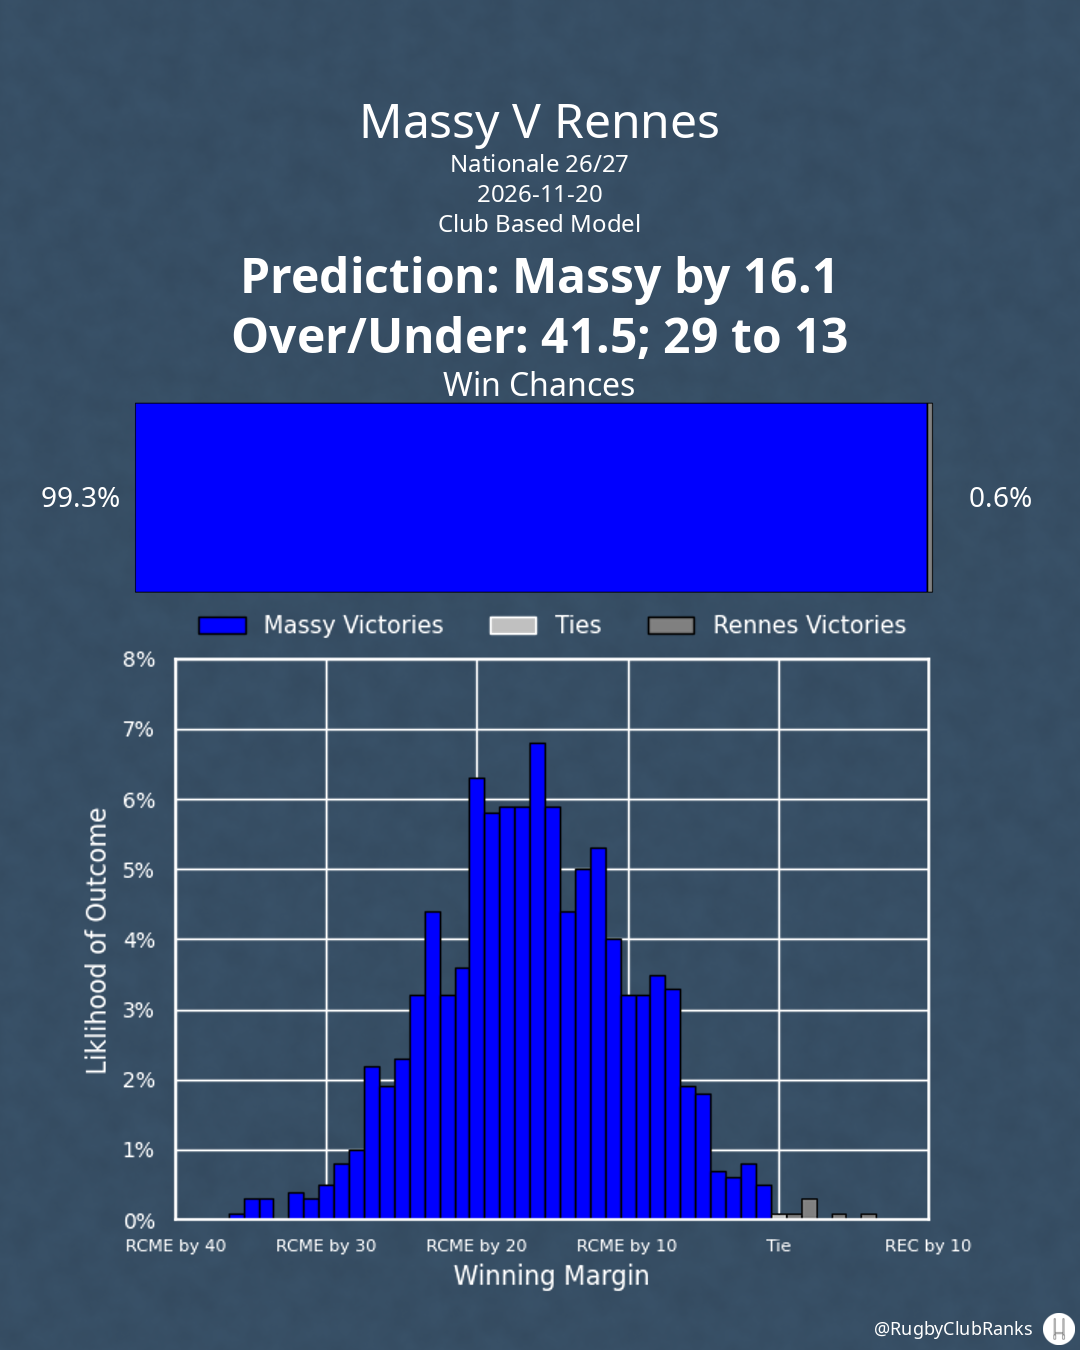 Massy V Rennes
Nationale 26/27
2026-11-20
Club Based Model
Prediction: Massy by 16.1
Over/Under: 41.5; 29 to 13
Win Chances
99.3%
0.6%
Massy Victories
Ties
Rennes Victories
8%
7%
6%
5%
4%
3%
2%
1%
0%
Liklihood of Outcome
RCME by 40
RCME by 30
RCME by 20
RCME by 10
Tie
REC by 10
Winning Margin
@RugbyClubRanks